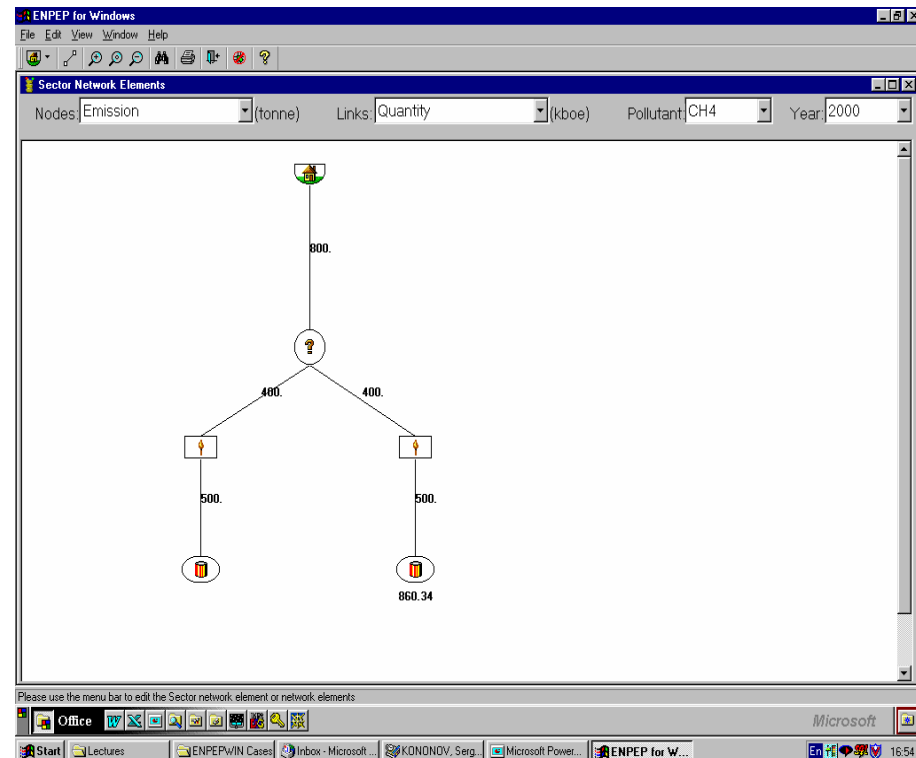 ENPEP for Windows
File Edit View Window Help
Sector Network Elements
Nodes: Emission (tonne) Links: Quantity (kboe) Pollutant: CH4 Year: 2000
800.
?
400. 400.
500. 500.
860.34
Please use the menu bar to edit the Sector network element or network elements
Office Microsoft
Start Lectures ENPEPWIN Cases Inbox - Microsoft ... KONONOV, Serg... Microsoft Power... ENPEP for W... En 16:54